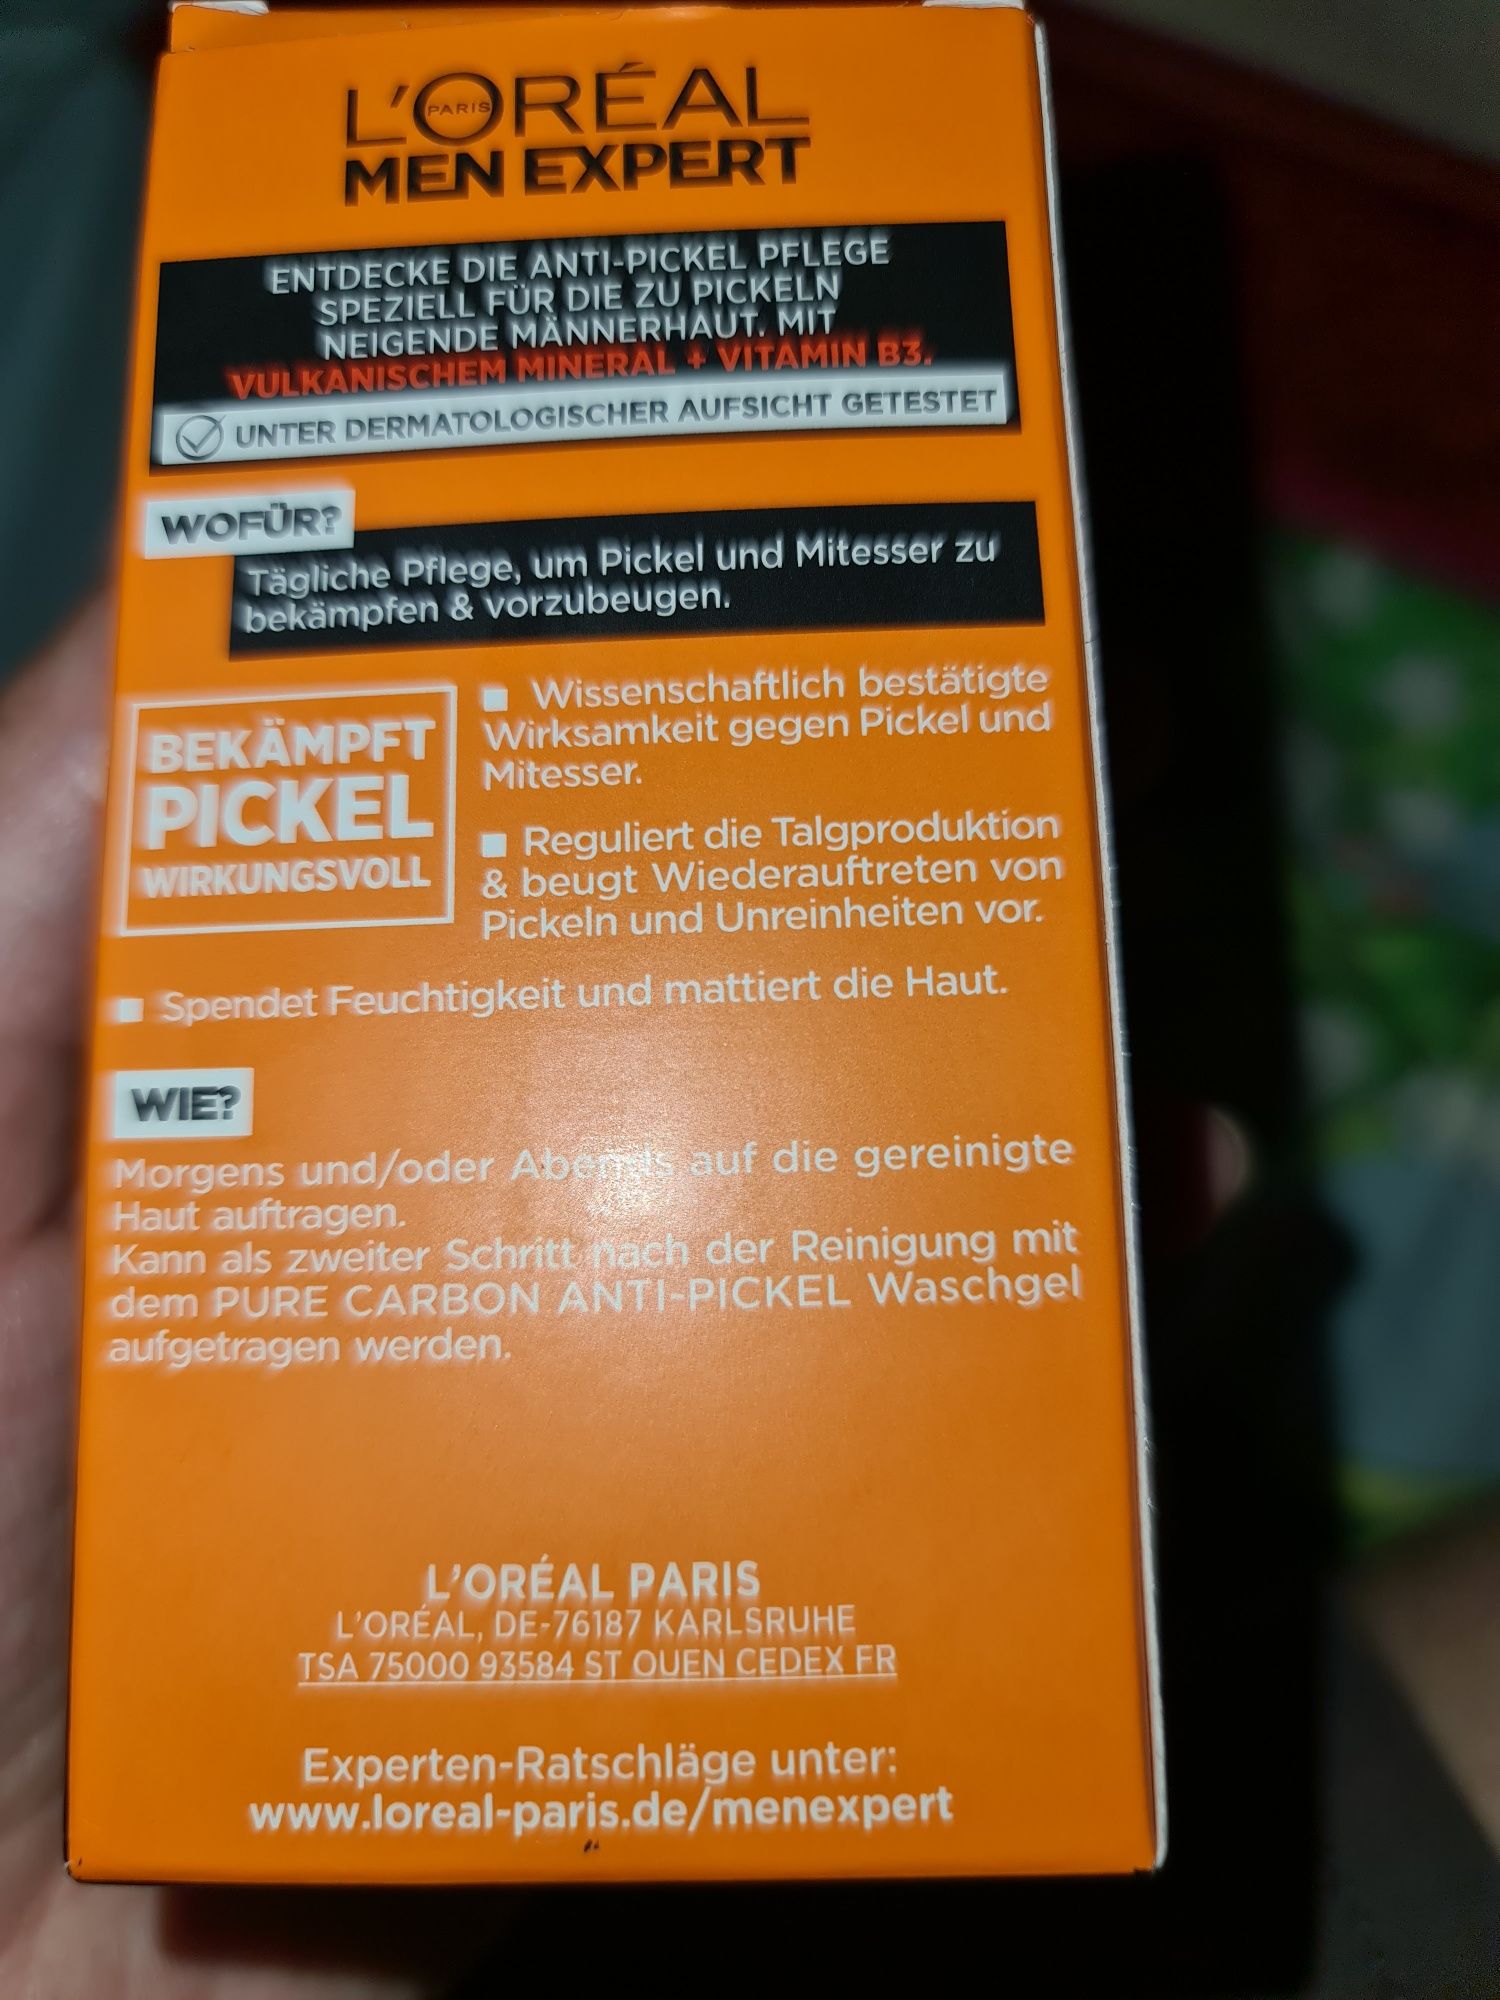 L'ORÉAL
PARIS
MEN EXPERT
ENTDECKE DIE ANTI-PICKEL PFLEGE
SPEZIELL FÜR DIE ZU PICKELN
NEIGENDE MÄNNERHAUT. MIT
VULKANISCHEM MINERAL + VITAMIN B3.
UNTER DERMATOLOGISCHER AUFSICHT GETESTET
WOFÜR?
Tägliche Pflege, um Pickel und Mitesser zu
bekämpfen & vorzubeugen.
BEKÄMPFT
PICKEL
WIRKUNGSVOLL
▪ Wissenschaftlich bestätigte
Wirksamkeit gegen Pickel und
Mitesser.
▪ Reguliert die Talgproduktion
& beugt Wiederauftreten von
Pickeln und Unreinheiten vor.
▪ Spendet Feuchtigkeit und mattiert die Haut.
WIE?
Morgens und/oder Abends auf die gereinigte
Haut auftragen.
Kann als zweiter Schritt nach der Reinigung mit
dem PURE CARBON ANTI-PICKEL Waschgel
aufgetragen werden.
L'ORÉAL PARIS
L'ORÉAL, DE-76187 KARLSRUHE
TSA 75000 93584 ST OUEN CEDEX FR
Experten-Ratschläge unter:
www.loreal-paris.de/menexpert